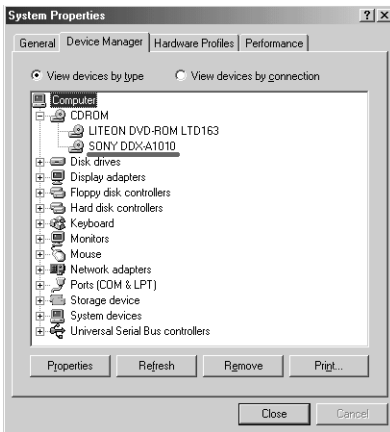 System Properties
General Device Manager Hardware Profiles Performance
View devices by type View devices by connection
Computer
CDROM
LITEON DVD-ROM LTD163
SONY DDX-A1010
Disk drives
Display adapters
Floppy disk controllers
Hard disk controllers
Keyboard
Monitors
Mouse
Network adapters
Ports (COM & LPT)
Storage device
System devices
Universal Serial Bus controllers
Properties Refresh Remove Print...
Close Cancel